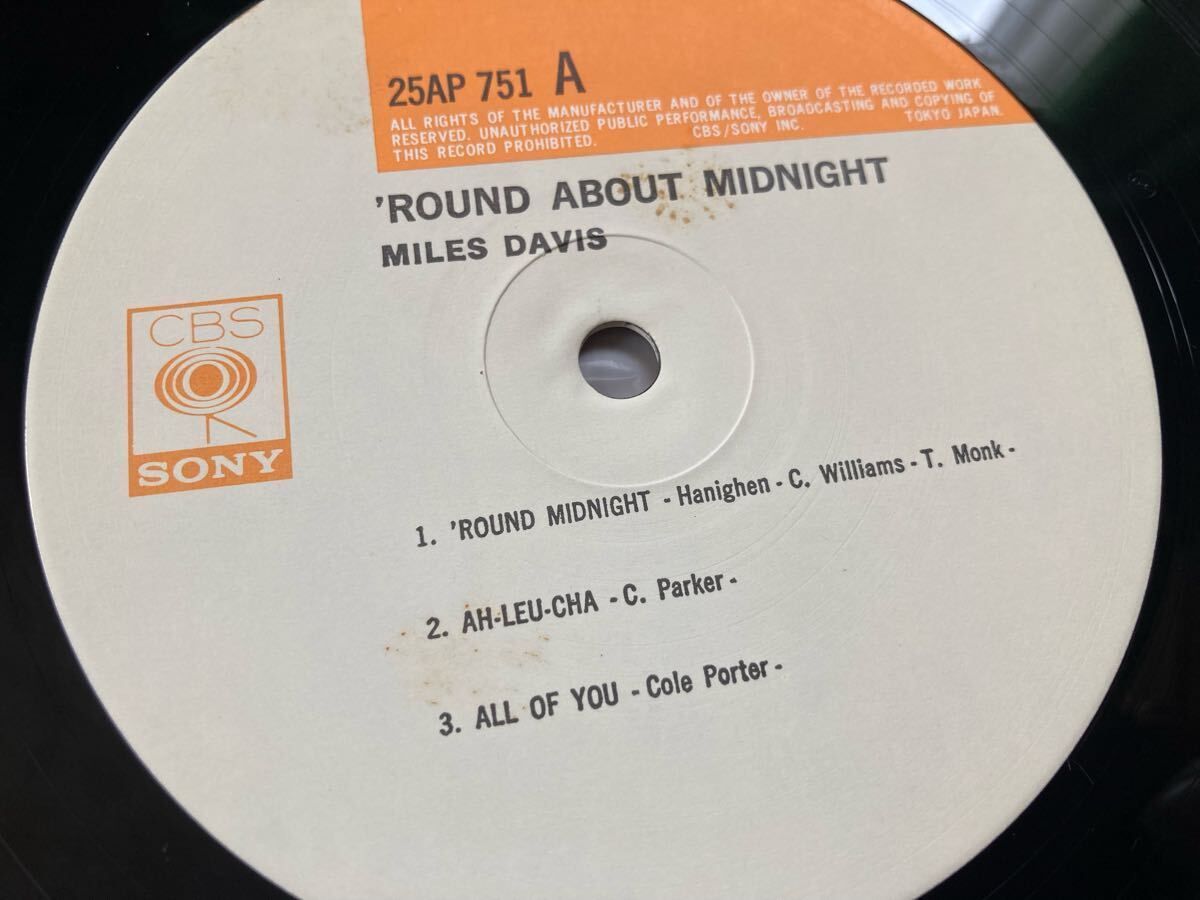 25AP 751 A
ALL RIGHTS OF THE MANUFACTURER AND OF THE OWNER OF THE RECORDED WORK
RESERVED. UNAUTHORIZED PUBLIC PERFORMANCE, BROADCASTING AND COPYING OF
THIS RECORD PROHIBITED. CBS/SONY INC. TOKYO JAPAN.
'ROUND ABOUT MIDNIGHT
MILES DAVIS
CBS
SONY
1. 'ROUND MIDNIGHT - Hanighen - C. Williams - T. Monk -
2. AH-LEU-CHA - C. Parker -
3. ALL OF YOU - Cole Porter -